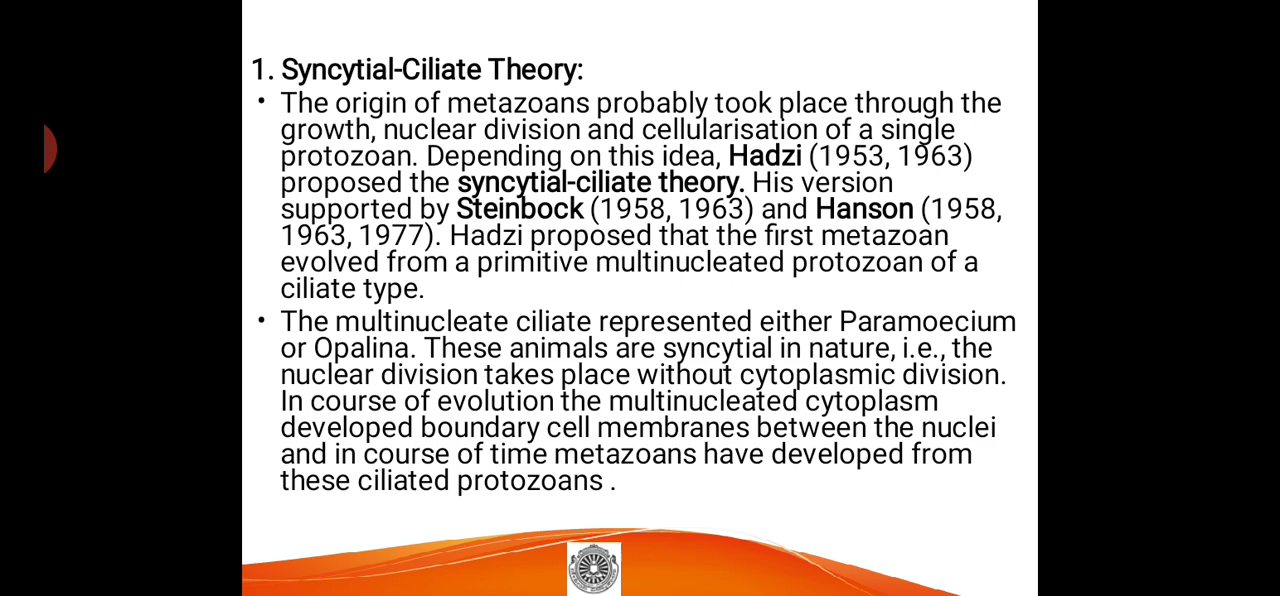 1. Syncytial-Ciliate Theory:
• The origin of metazoans probably took place through the
growth, nuclear division and cellularisation of a single
protozoan. Depending on this idea, Hadzi (1953, 1963)
proposed the syncytial-ciliate theory. His version
supported by Steinbock (1958, 1963) and Hanson (1958,
1963, 1977). Hadzi proposed that the first metazoan
evolved from a primitive multinucleated protozoan of a
ciliate type.
• The multinucleate ciliate represented either Paramoecium
or Opalina. These animals are syncytial in nature, i.e., the
nuclear division takes place without cytoplasmic division.
In course of evolution the multinucleated cytoplasm
developed boundary cell membranes between the nuclei
and in course of time metazoans have developed from
these ciliated protozoans .